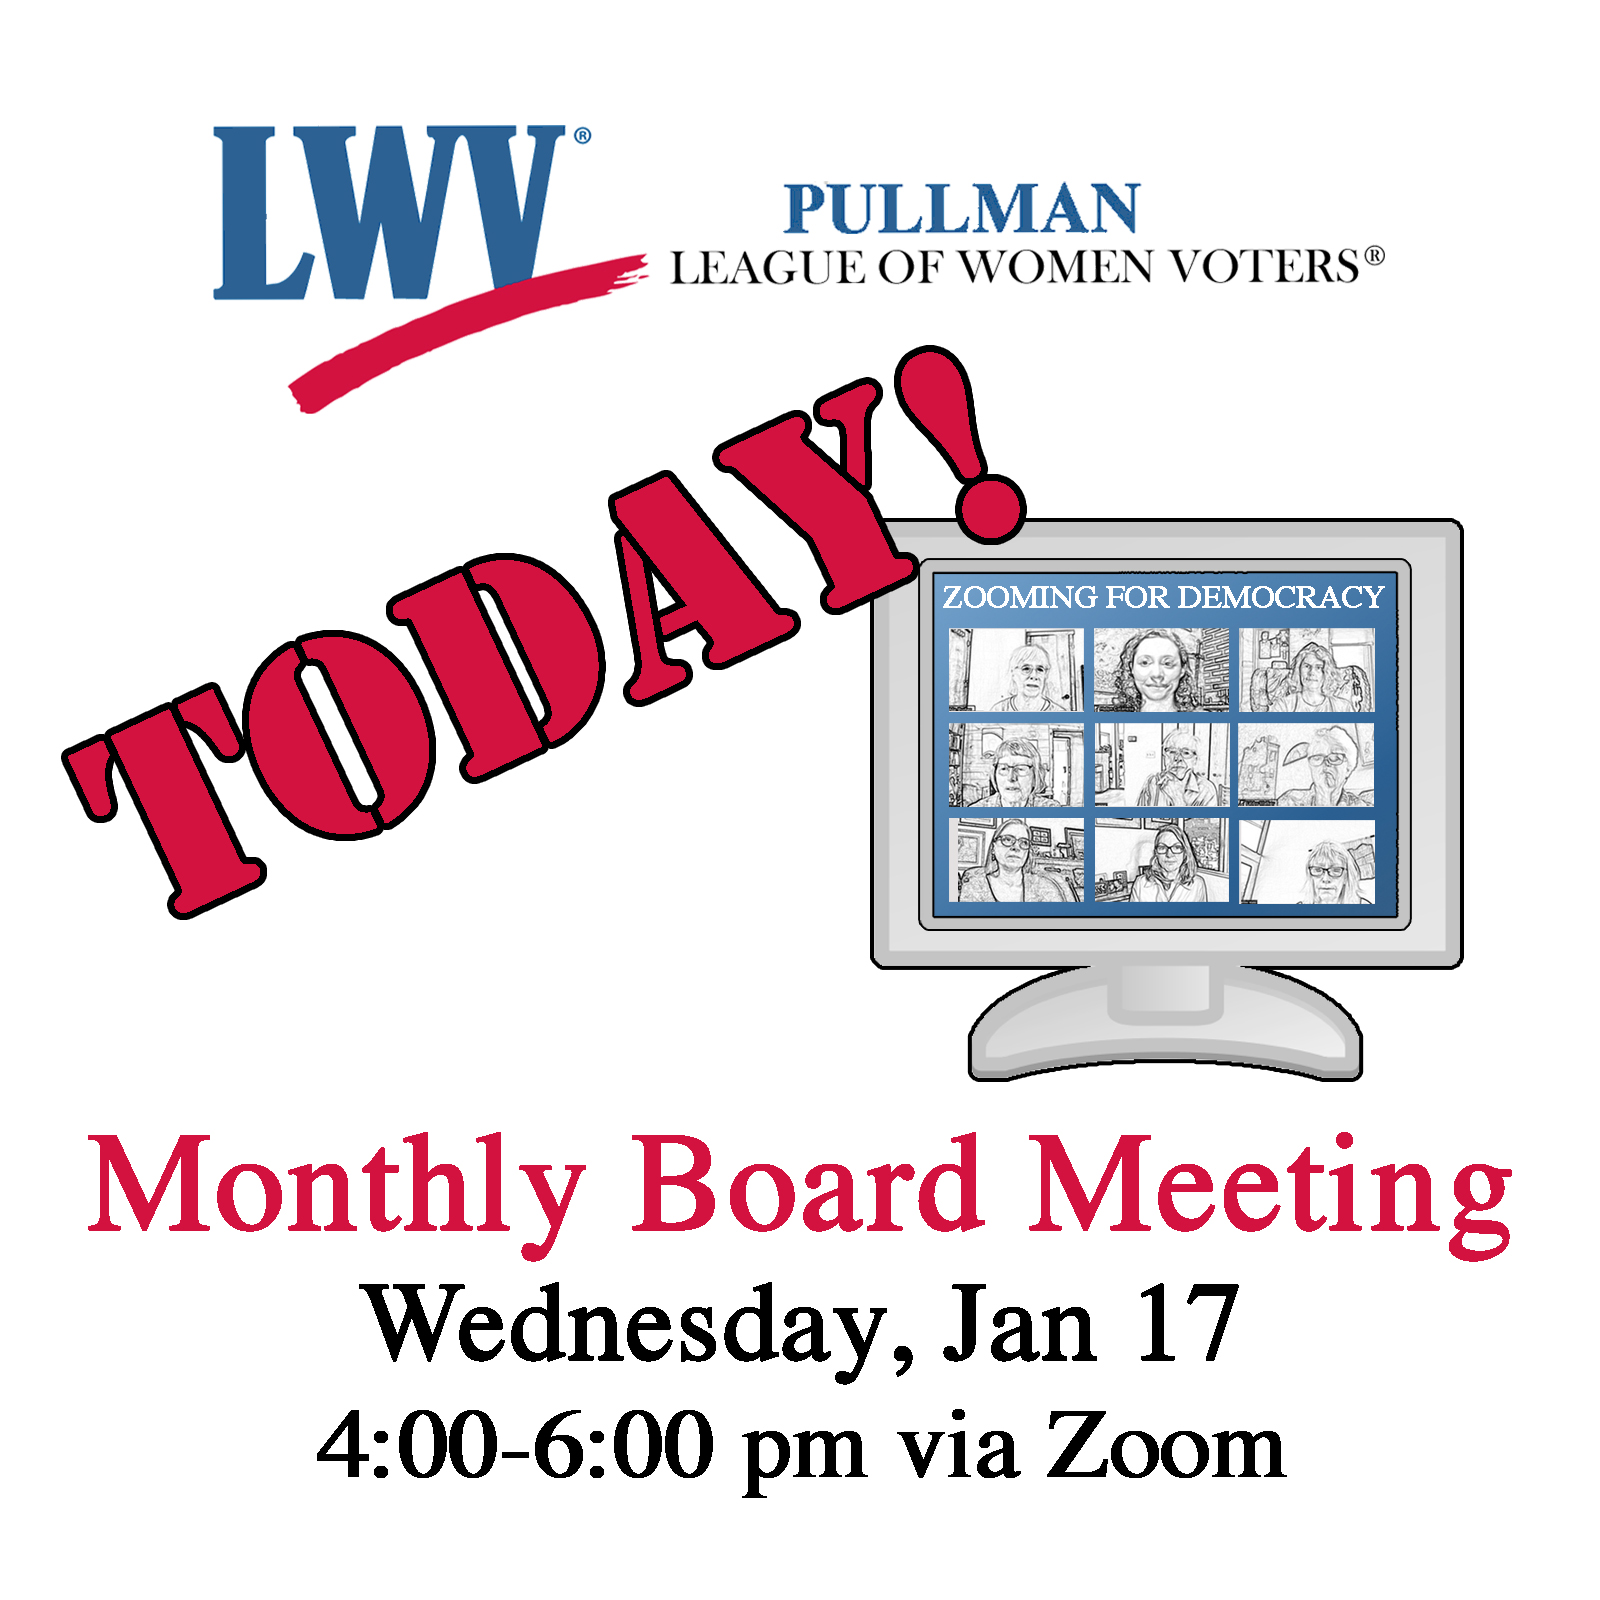 LWV®
PULLMAN
LEAGUE OF WOMEN VOTERS®
TODAY!
ZOOMING FOR DEMOCRACY
Monthly Board Meeting
Wednesday, Jan 17
4:00-6:00 pm via Zoom